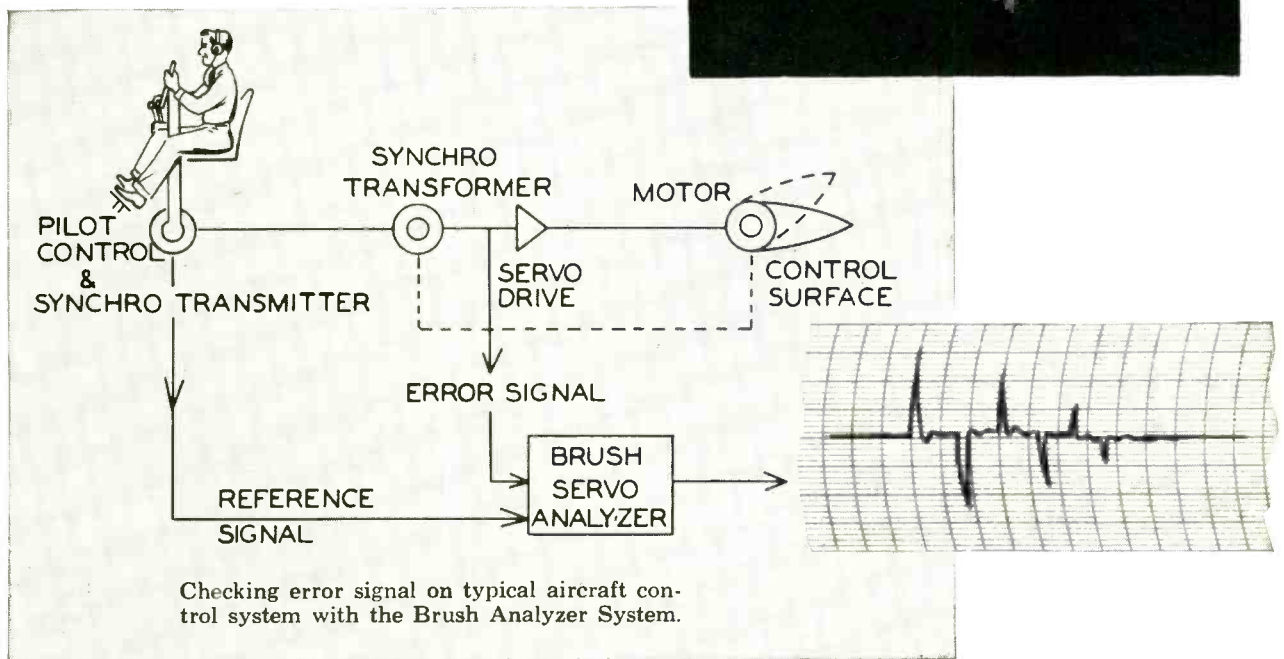 PILOT
CONTROL
&
SYNCHRO TRANSMITTER
SYNCHRO
TRANSFORMER
SERVO
DRIVE
MOTOR
CONTROL
SURFACE
ERROR SIGNAL
REFERENCE
SIGNAL
BRUSH
SERVO
ANALYZER
Checking error signal on typical aircraft con-
trol system with the Brush Analyzer System.